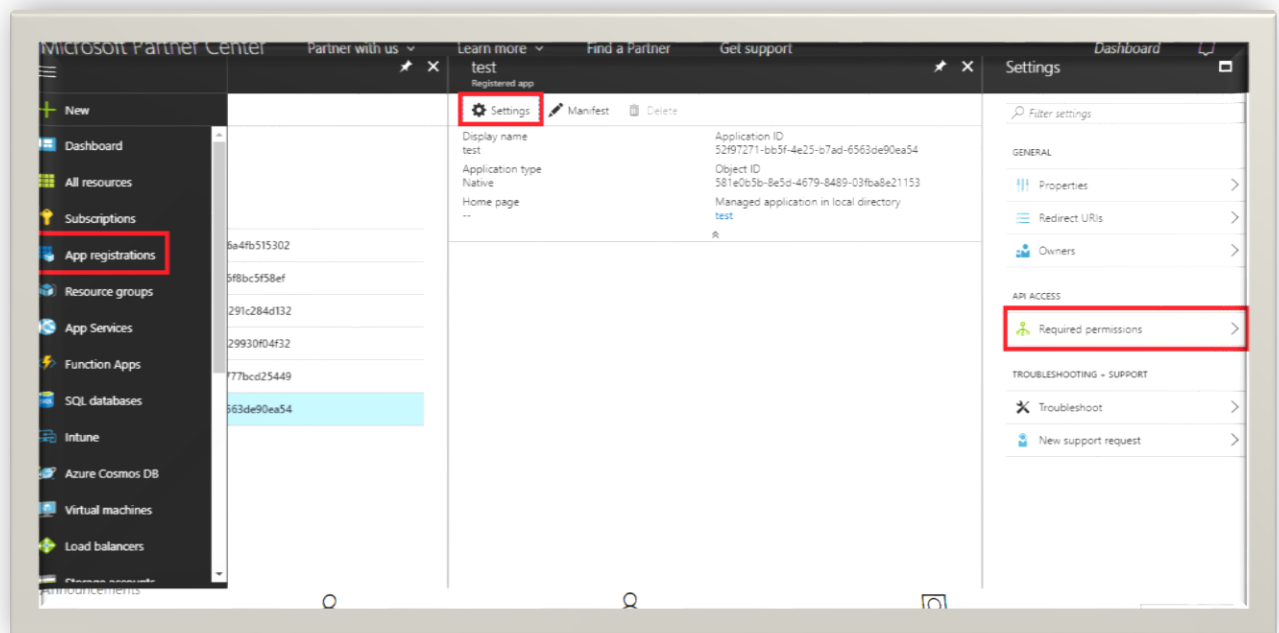 Microsoft Partner Center
Partner with us
Learn more
Find a Partner
Get support
Dashboard
New
Dashboard
All resources
Subscriptions
App registrations
Resource groups
App Services
Function Apps
SQL databases
Intune
Azure Cosmos DB
Virtual machines
Load balancers
Storage accounts
Announcements
6a4fb515302
5f8bc5f58ef
291c284d132
29930f04f32
777bcd25449
563de90ea54
test
Registered app
Settings
Manifest
Delete
Display name
test
Application type
Native
Home page
--
Application ID
52f97271-bb5f-4e25-b7ad-6563de90ea54
Object ID
581e0b5b-8e5d-4679-8489-03fba8e21153
Managed application in local directory
test
Settings
Filter settings
GENERAL
Properties
Redirect URIs
Owners
API ACCESS
Required permissions
TROUBLESHOOTING + SUPPORT
Troubleshoot
New support request